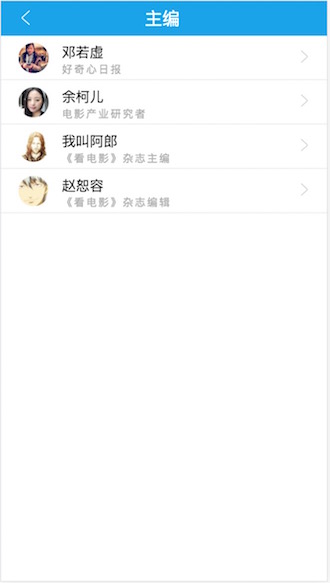 主编
邓若虚
好奇心日报
余柯儿
电影产业研究者
我叫阿郎
《看电影》杂志主编
赵恕容
《看电影》杂志编辑